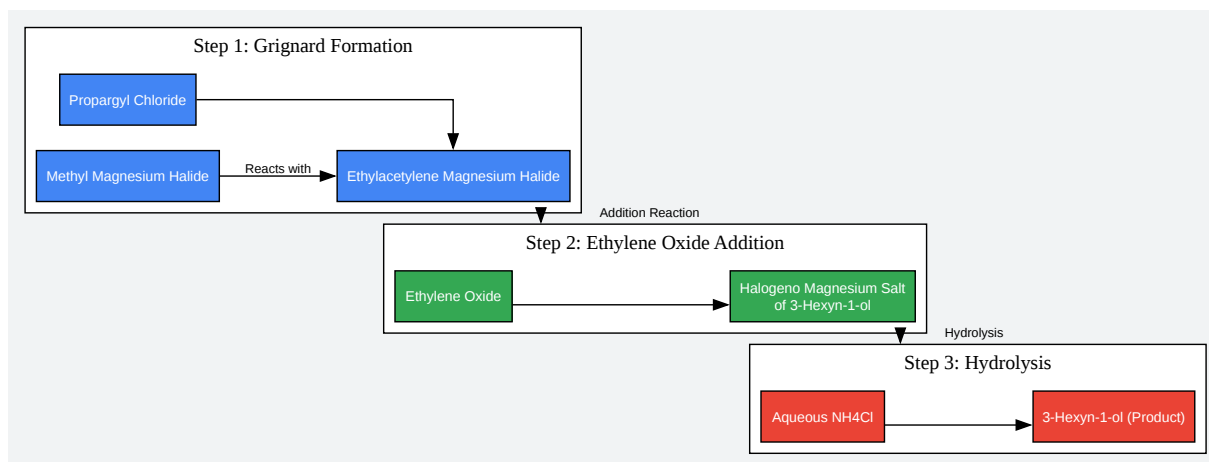 Step 1: Grignard Formation
Propargyl Chloride
Methyl Magnesium Halide
Reacts with
Ethylacetylene Magnesium Halide
Addition Reaction
Step 2: Ethylene Oxide Addition
Ethylene Oxide
Halogeno Magnesium Salt
of 3-Hexyn-1-ol
Hydrolysis
Step 3: Hydrolysis
Aqueous NH4Cl
3-Hexyn-1-ol (Product)